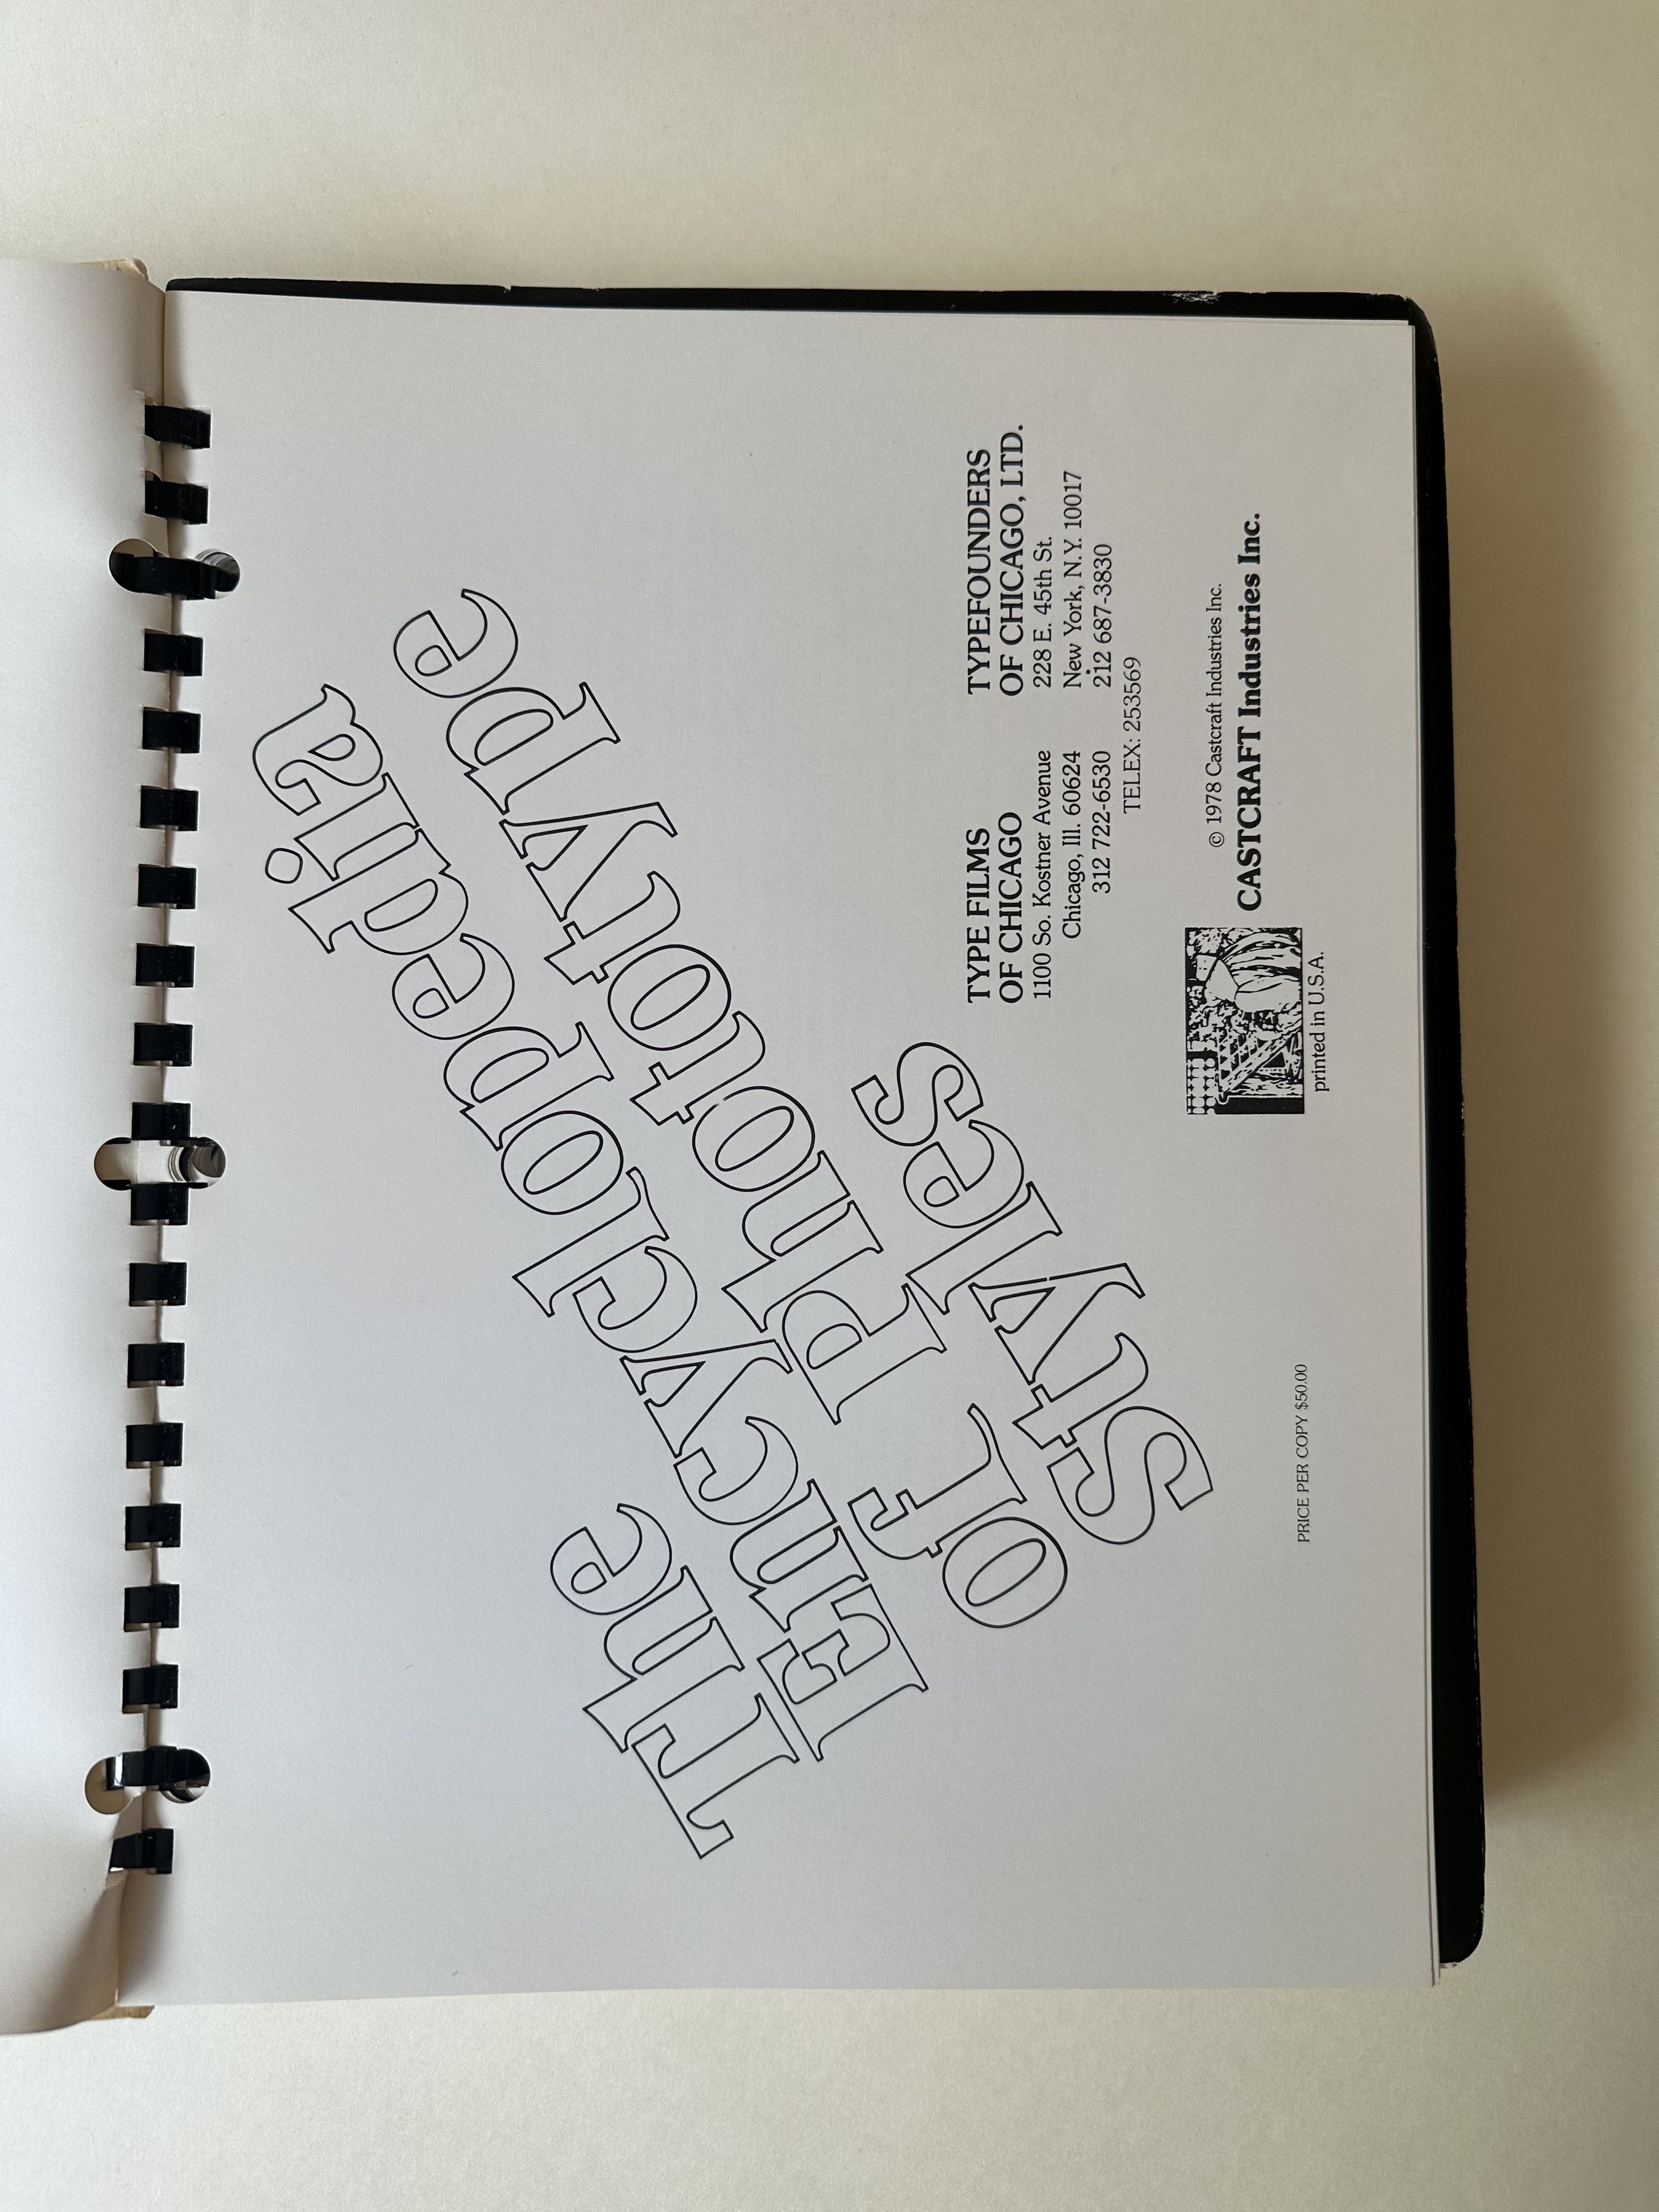 The
Encyclopedia
of Phototype
Styles
TYPE FILMS
OF CHICAGO
1100 So. Kostner Avenue
Chicago, Ill. 60624
312 722-6530
TYPEFOUNDERS
OF CHICAGO, LTD.
228 E. 45th St.
New York, N.Y. 10017
212 687-3830
TELEX: 253569
© 1978 Castcraft Industries Inc.
CASTCRAFT Industries Inc.
printed in U.S.A.
PRICE PER COPY $50.00